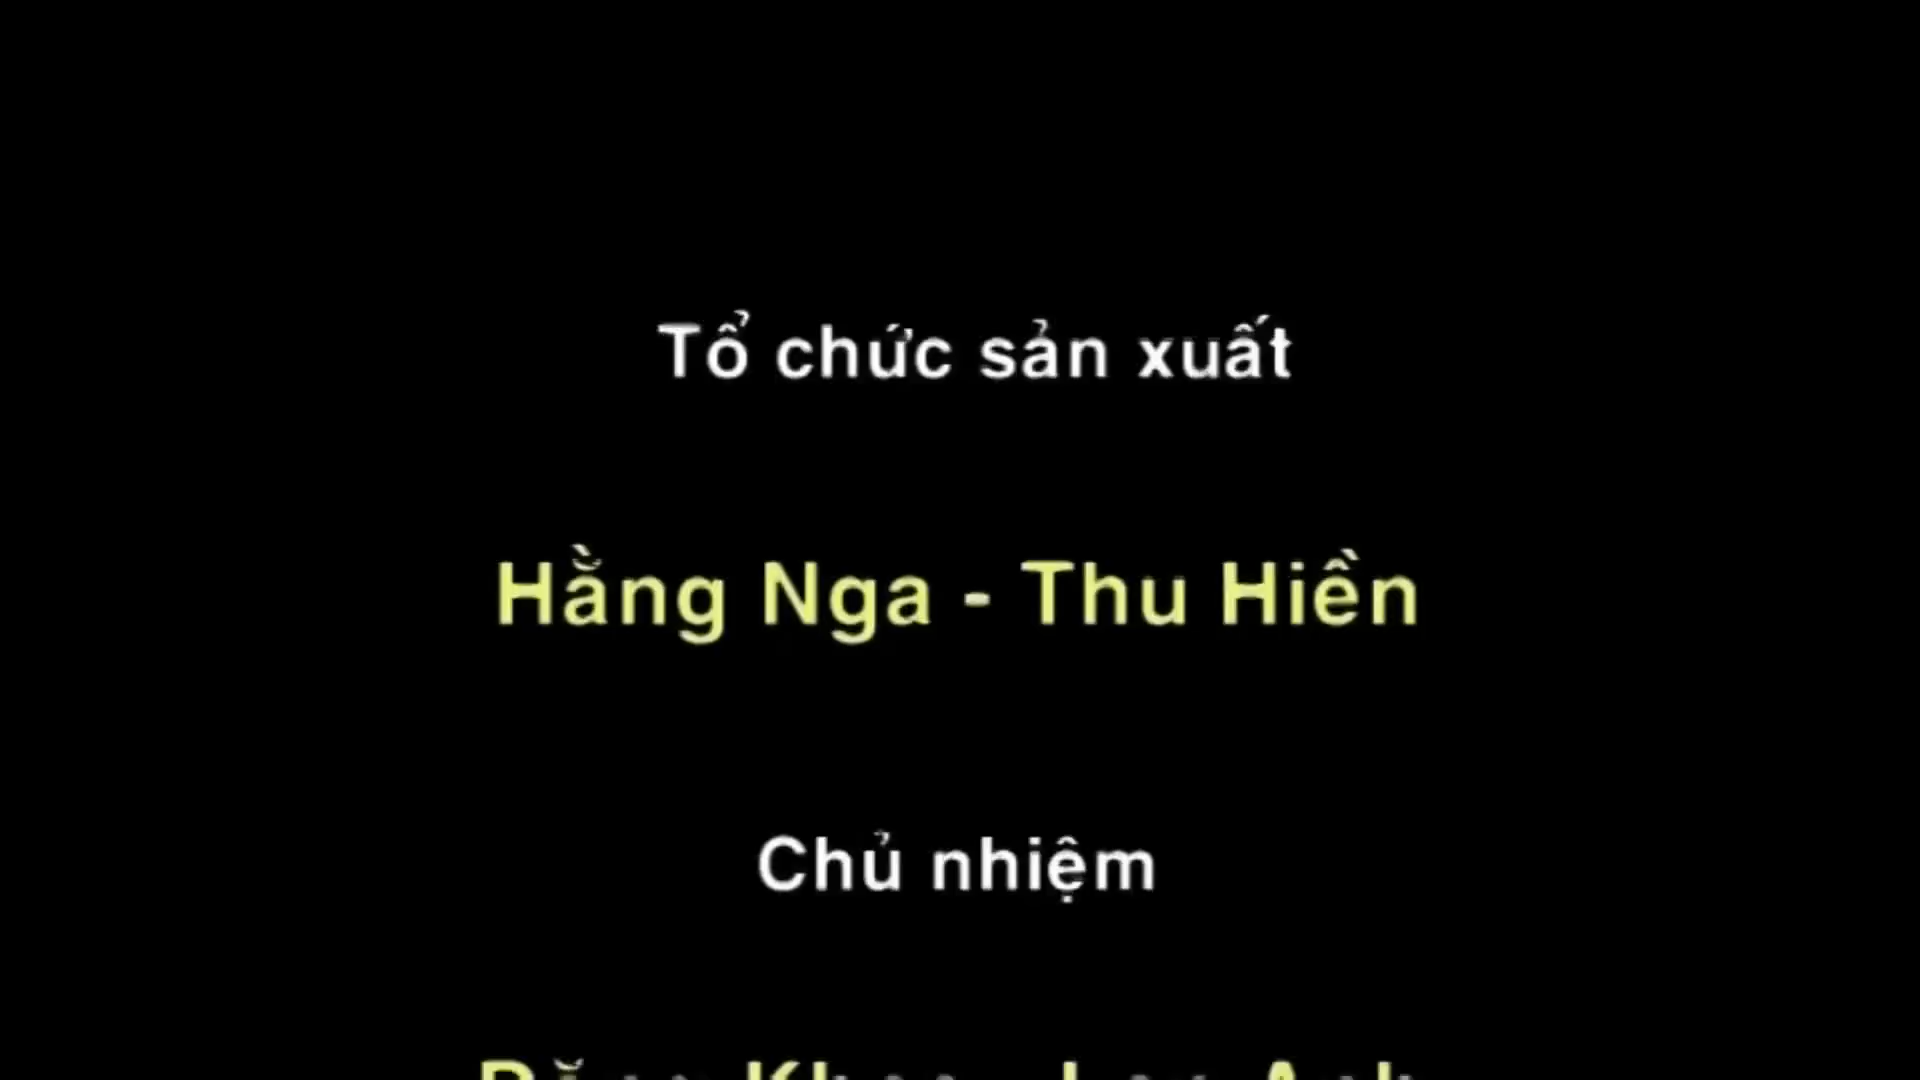 Tổ chức sản xuất
Hằng Nga - Thu Hiền
Chủ nhiệm